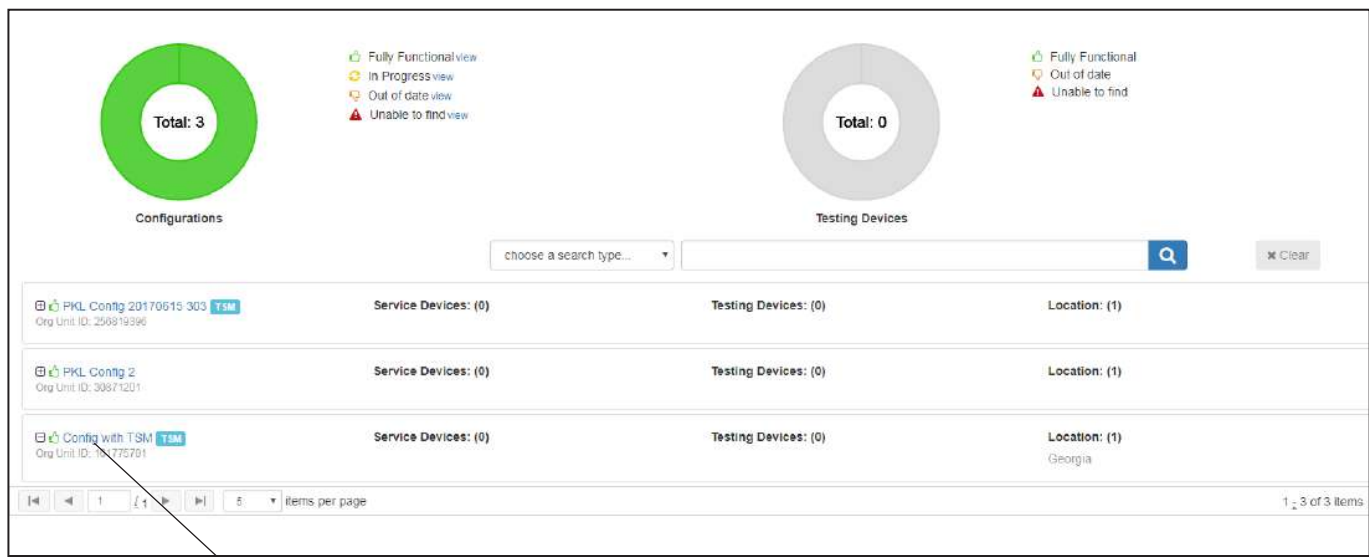 Total: 3
Configurations
Fully Functional view
In Progress view
Out of date view
Unable to find view
Total: 0
Testing Devices
Fully Functional
Out of date
Unable to find
choose a search type... Clear
PKL Config 20170615 303 TSM Service Devices: (0) Testing Devices: (0) Location: (1)
Org Unit ID: 256819396
PKL Config 2 Service Devices: (0) Testing Devices: (0) Location: (1)
Org Unit ID: 30871201
Config with TSM TSM Service Devices: (0) Testing Devices: (0) Location: (1)
Org Unit ID: Georgia
1 / 1 5 items per page 1 - 3 of 3 items